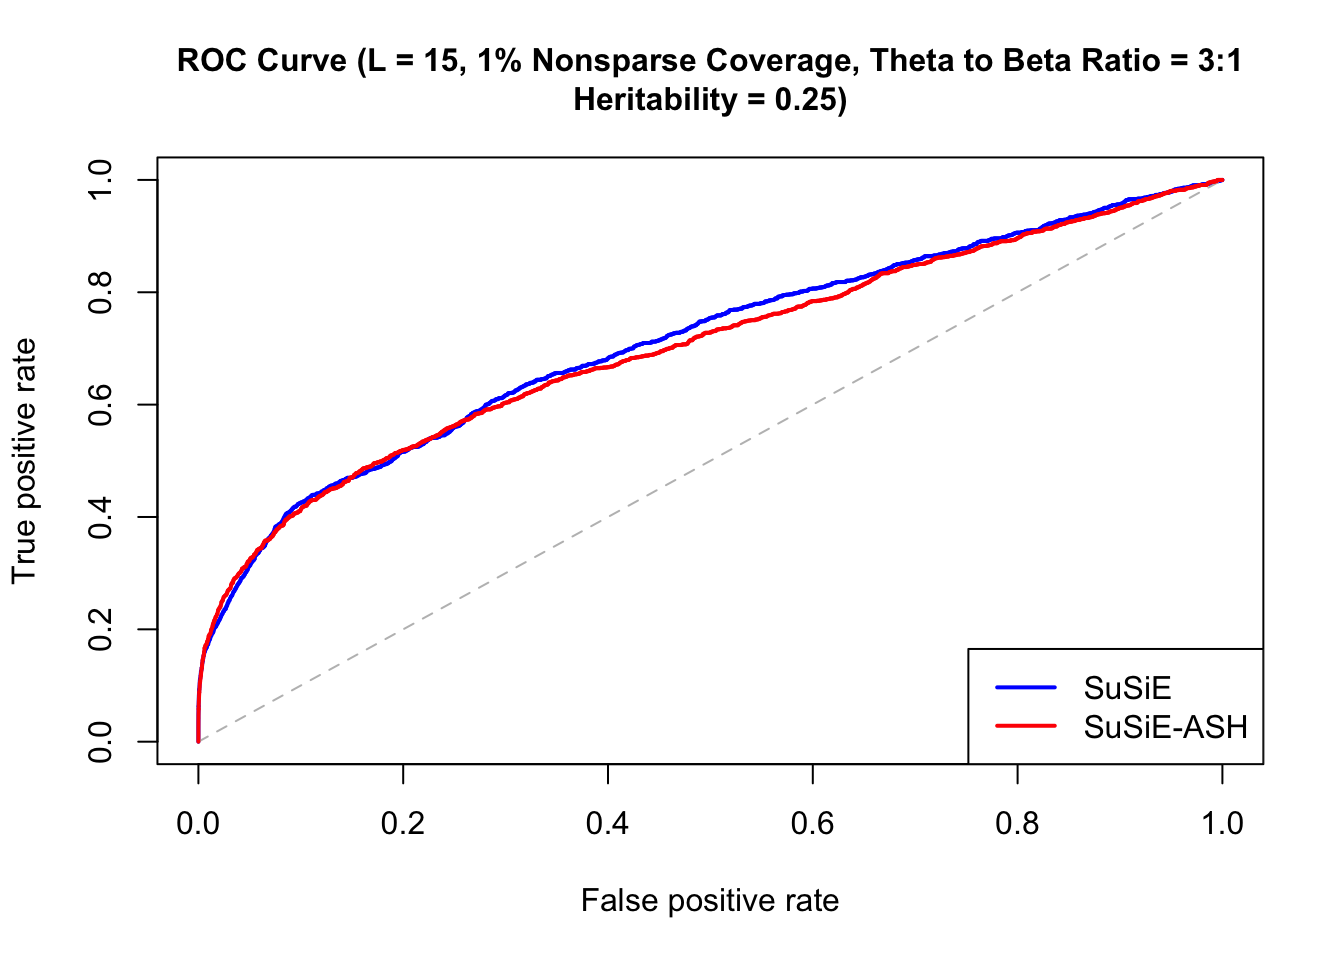 ROC Curve (L = 15, 1% Nonsparse Coverage, Theta to Beta Ratio = 3:1
Heritability = 0.25)
True positive rate
1.0
0.8
0.6
0.4
0.2
0.0
SuSiE
SuSiE-ASH
0.0 0.2 0.4 0.6 0.8 1.0
False positive rate